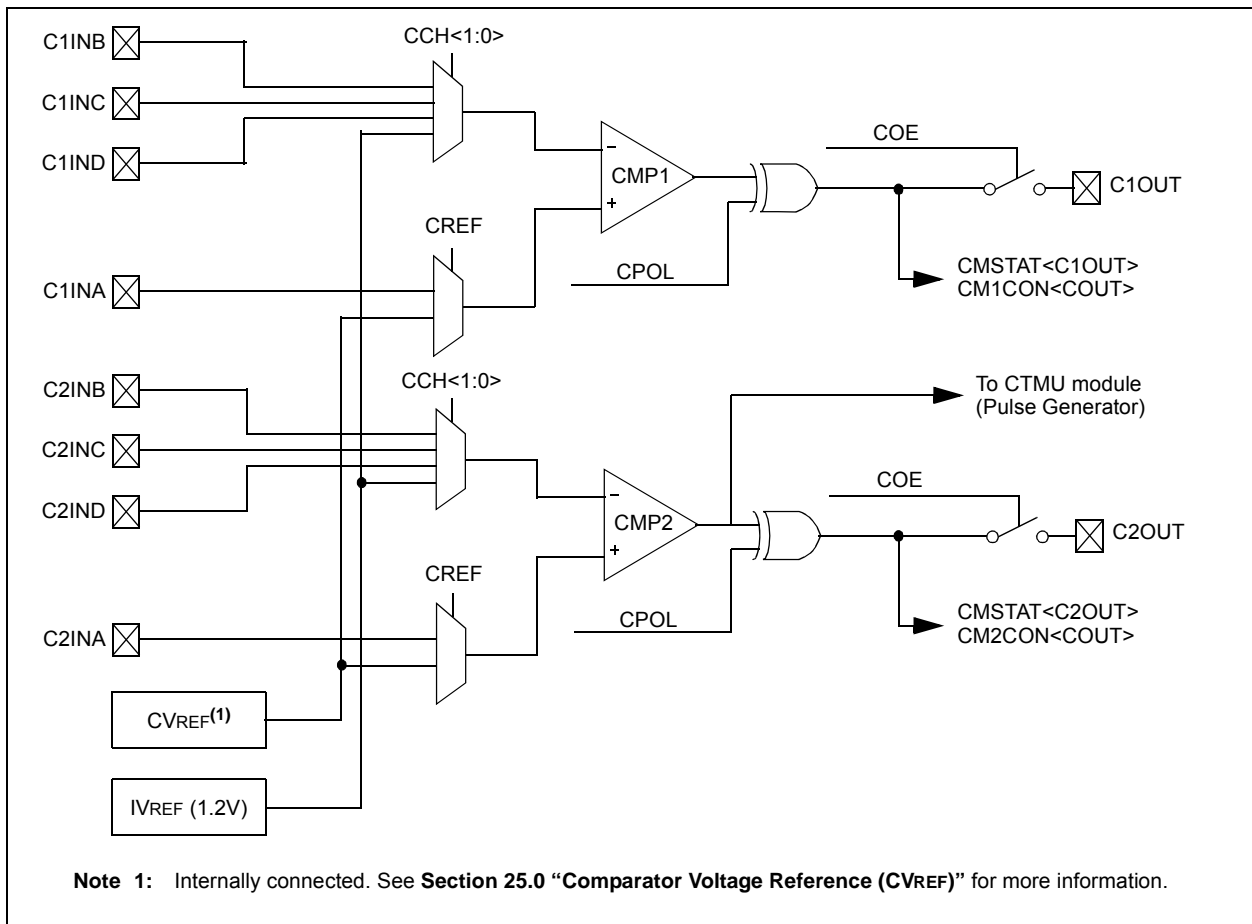 C1INB
CCH<1:0>
C1INC
C1IND
COE
CMP1
−
+
C1OUT
CREF
C1INA
CPOL
CMSTAT<C1OUT>
CM1CON<COUT>
C2INB
CCH<1:0>
To CTMU module
(Pulse Generator)
C2INC
C2IND
COE
CMP2
−
+
C2OUT
CREF
C2INA
CPOL
CMSTAT<C2OUT>
CM2CON<COUT>
CVREF(1)
IVREF (1.2V)
Note 1: Internally connected. See Section 25.0 “Comparator Voltage Reference (CVREF)” for more information.